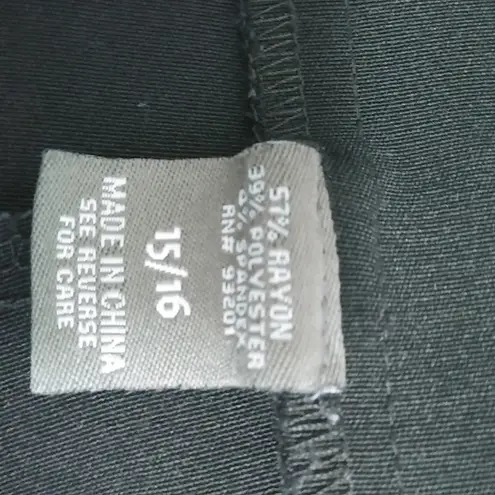 57% RAYON
39% POLYESTER
4% SPANDEX
RN# 93201
15/16
MADE IN CHINA
SEE REVERSE
FOR CARE